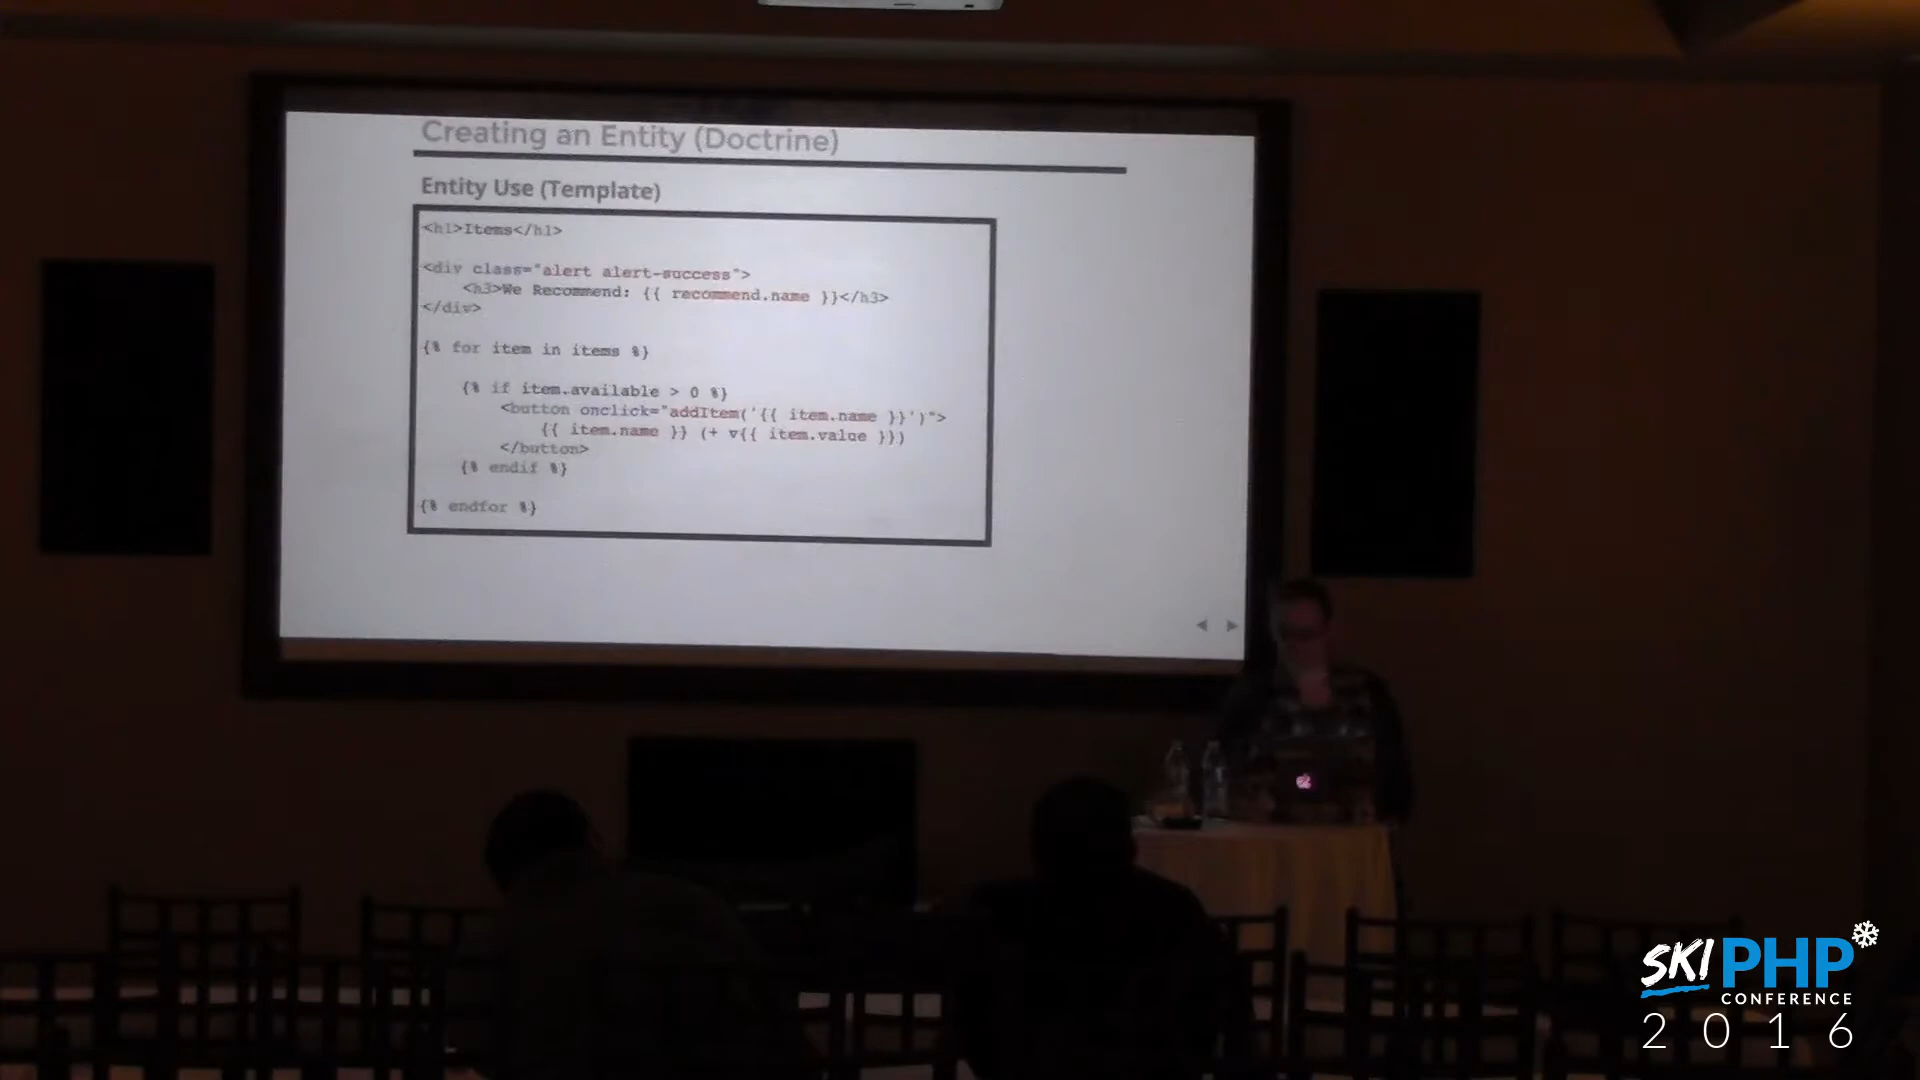 Creating an Entity (Doctrine)
Entity Use (Template)
<h1>Items</h1>
<div class="alert alert-success">
<h3>We Recommend: {{ recommend.name }}</h3>
</div>
{% for item in items %}
{% if item.available > 0 %}
<button onclick="addItem('{{ item.name }}')">
{{ item.name }} (+ v{{ item.value }})
</button>
{% endif %}
{% endfor %}
SKI PHP
CONFERENCE
2016